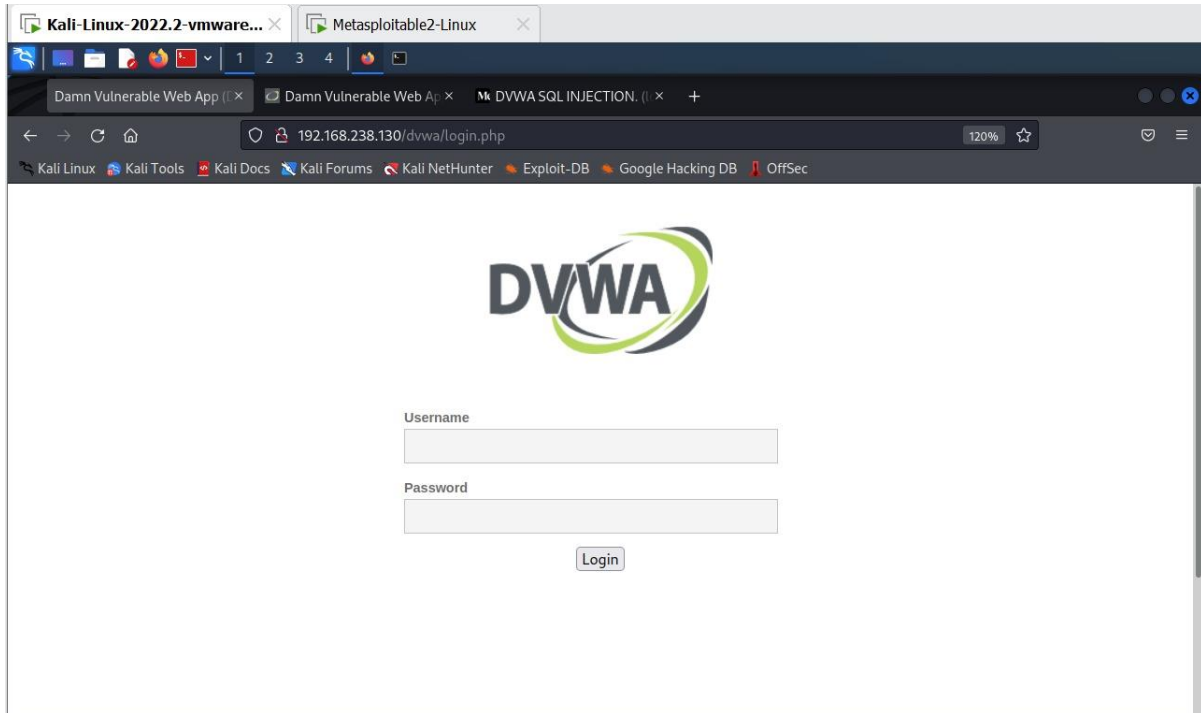 Kali-Linux-2022.2-vmware... Metasploitable2-Linux
1 2 3 4
Damn Vulnerable Web App ( Damn Vulnerable Web Ap DVWA SQL INJECTION. (
192.168.238.130/dvwa/login.php 120%
Kali Linux Kali Tools Kali Docs Kali Forums Kali NetHunter Exploit-DB Google Hacking DB OffSec
DVWA
Username
Password
Login